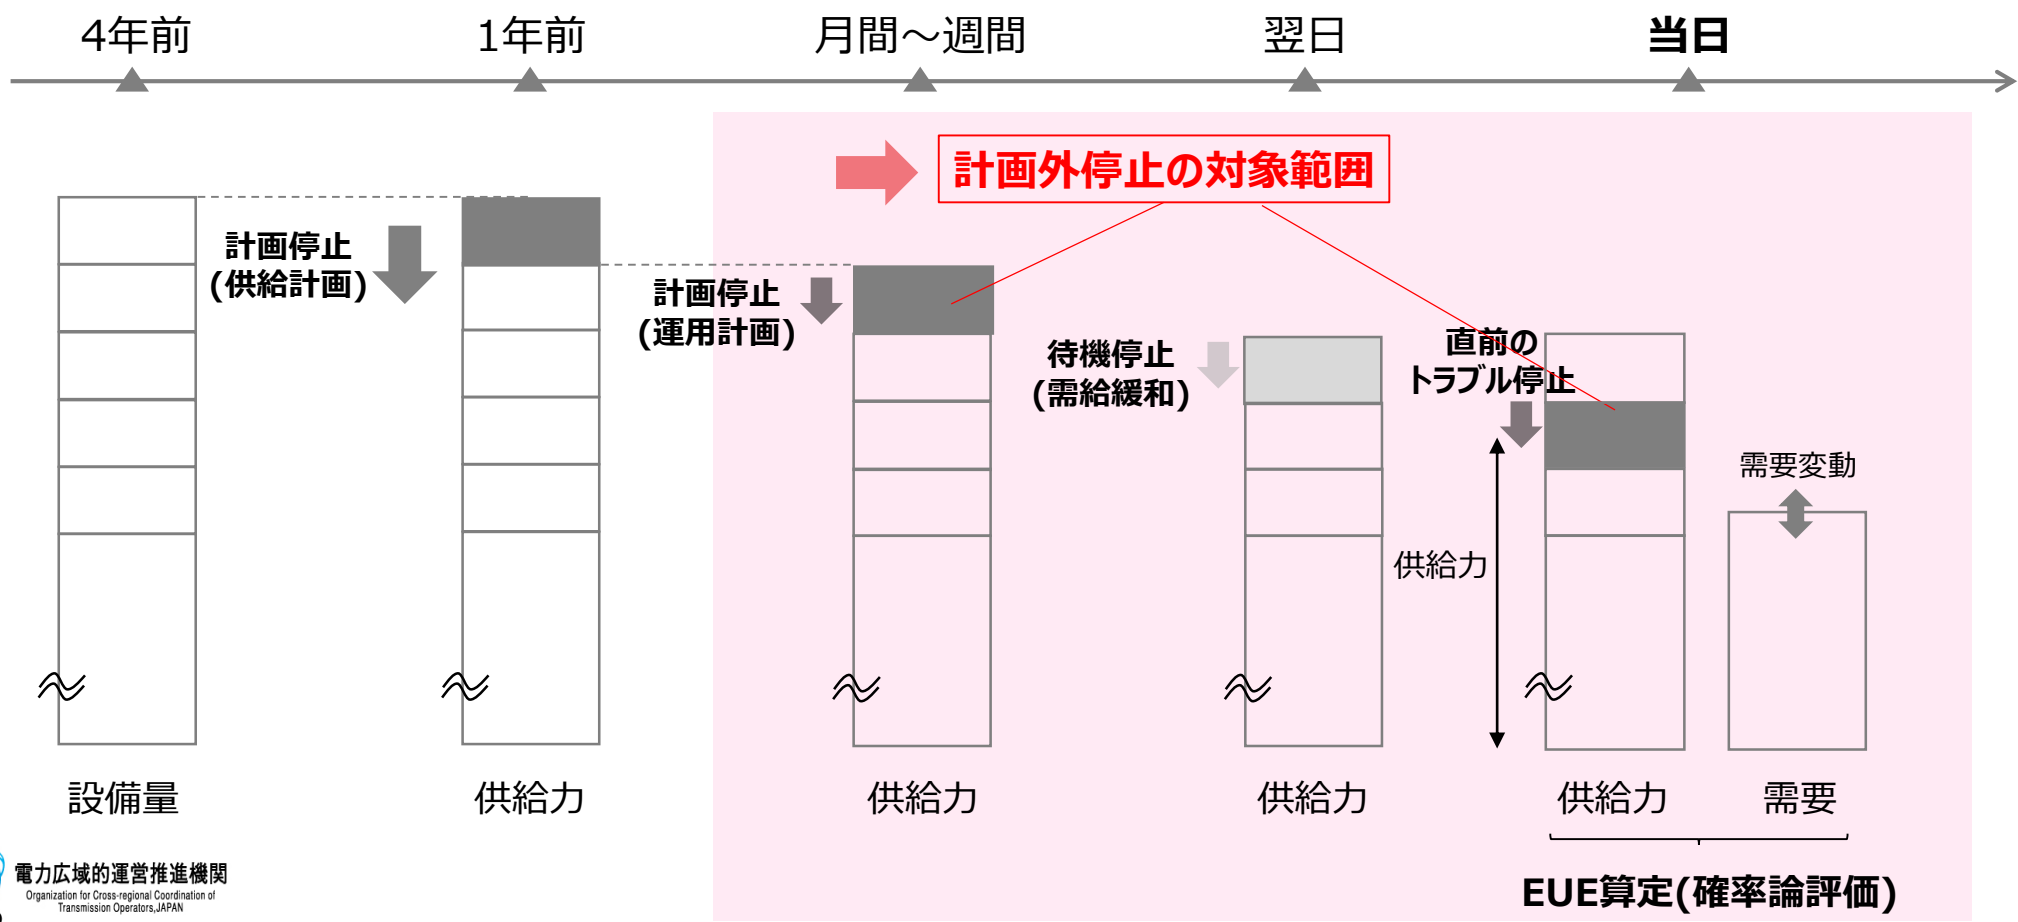 4年前
1年前
月間～週間
翌日
当日
計画外停止の対象範囲
計画停止
(供給計画)
計画停止
(運用計画)
待機停止
(需給緩和)
直前の
トラブル停止
需要変動
供給力
設備量
供給力
供給力
供給力
供給力
需要
EUE算定(確率論評価)
電力広域的運営推進機関
Organization for Cross-regional Coordination of
Transmission Operators,JAPAN